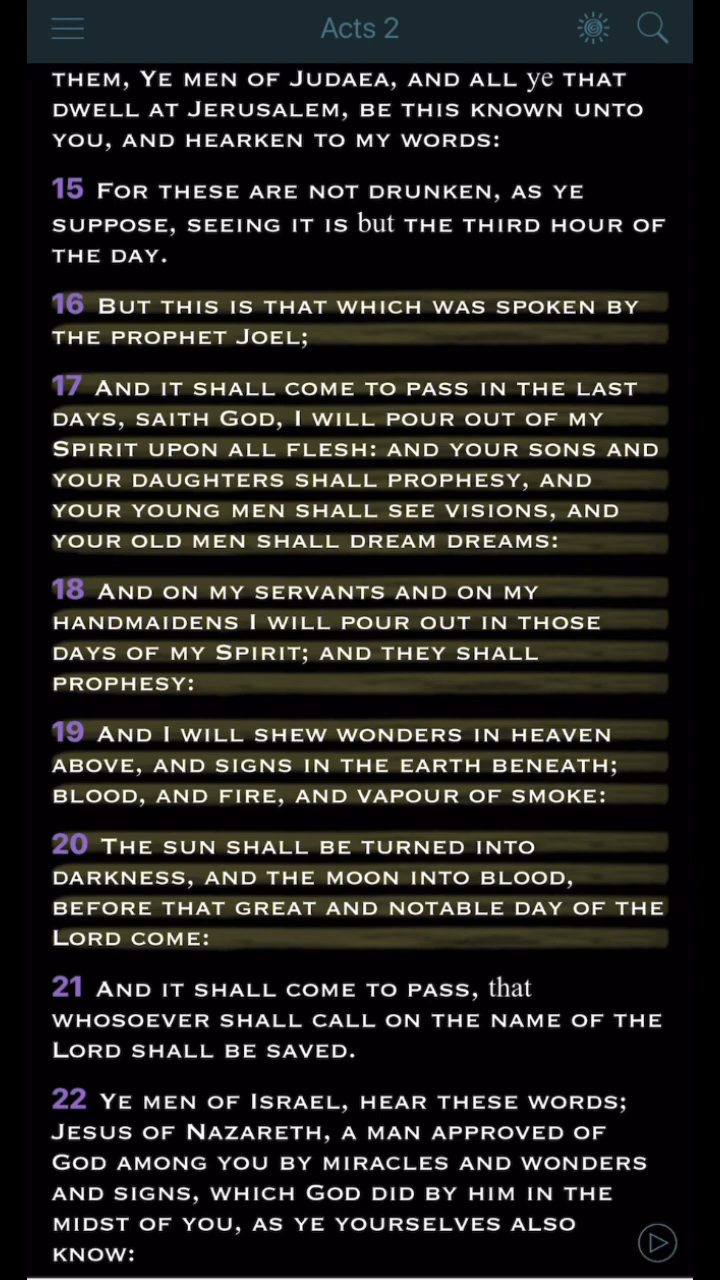 Acts 2
THEM, YE MEN OF JUDAEA, AND ALL ye THAT
DWELL AT JERUSALEM, BE THIS KNOWN UNTO
YOU, AND HEARKEN TO MY WORDS:
15 FOR THESE ARE NOT DRUNKEN, AS YE
SUPPOSE, SEEING IT IS but THE THIRD HOUR OF
THE DAY.
16 BUT THIS IS THAT WHICH WAS SPOKEN BY
THE PROPHET JOEL;
17 AND IT SHALL COME TO PASS IN THE LAST
DAYS, SAITH GOD, I WILL POUR OUT OF MY
SPIRIT UPON ALL FLESH: AND YOUR SONS AND
YOUR DAUGHTERS SHALL PROPHESY, AND
YOUR YOUNG MEN SHALL SEE VISIONS, AND
YOUR OLD MEN SHALL DREAM DREAMS:
18 AND ON MY SERVANTS AND ON MY
HANDMAIDENS I WILL POUR OUT IN THOSE
DAYS OF MY SPIRIT; AND THEY SHALL
PROPHESY:
19 AND I WILL SHEW WONDERS IN HEAVEN
ABOVE, AND SIGNS IN THE EARTH BENEATH;
BLOOD, AND FIRE, AND VAPOUR OF SMOKE:
20 THE SUN SHALL BE TURNED INTO
DARKNESS, AND THE MOON INTO BLOOD,
BEFORE THAT GREAT AND NOTABLE DAY OF THE
LORD COME:
21 AND IT SHALL COME TO PASS, that
WHOSOEVER SHALL CALL ON THE NAME OF THE
LORD SHALL BE SAVED.
22 YE MEN OF ISRAEL, HEAR THESE WORDS;
JESUS OF NAZARETH, A MAN APPROVED OF
GOD AMONG YOU BY MIRACLES AND WONDERS
AND SIGNS, WHICH GOD DID BY HIM IN THE
MIDST OF YOU, AS YE YOURSELVES ALSO
KNOW: